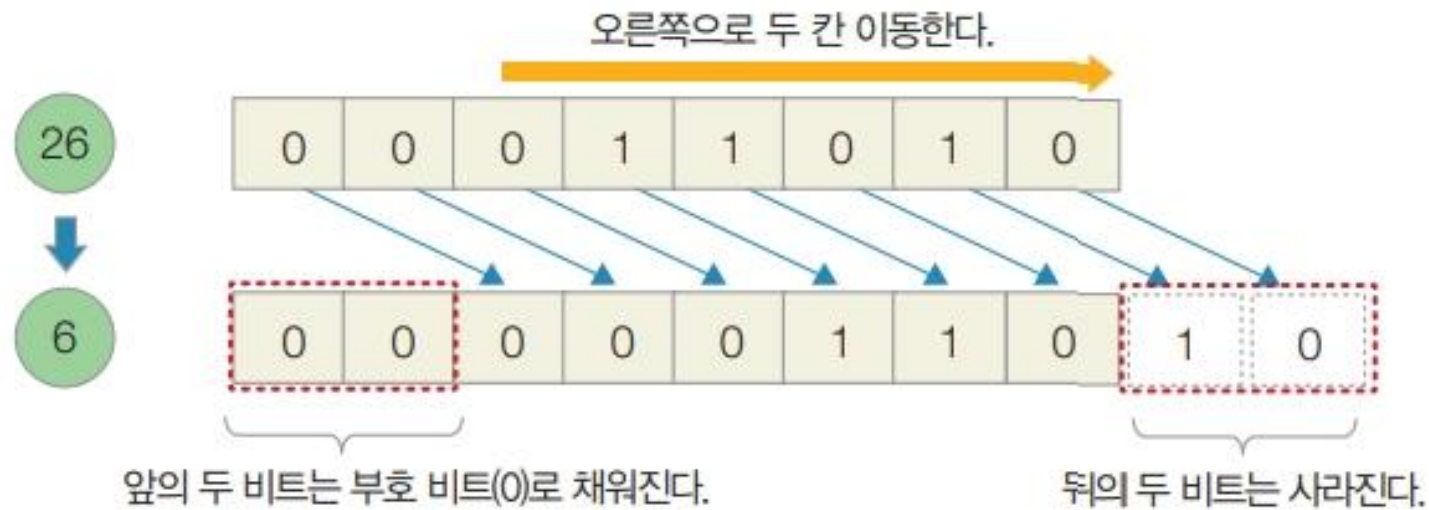 오른쪽으로 두 칸 이동한다.
26 0 0 0 1 1 0 1 0
6 0 0 0 0 0 1 1 0 1 0
앞의 두 비트는 부호 비트(0)로 채워진다. 뒤의 두 비트는 사라진다.